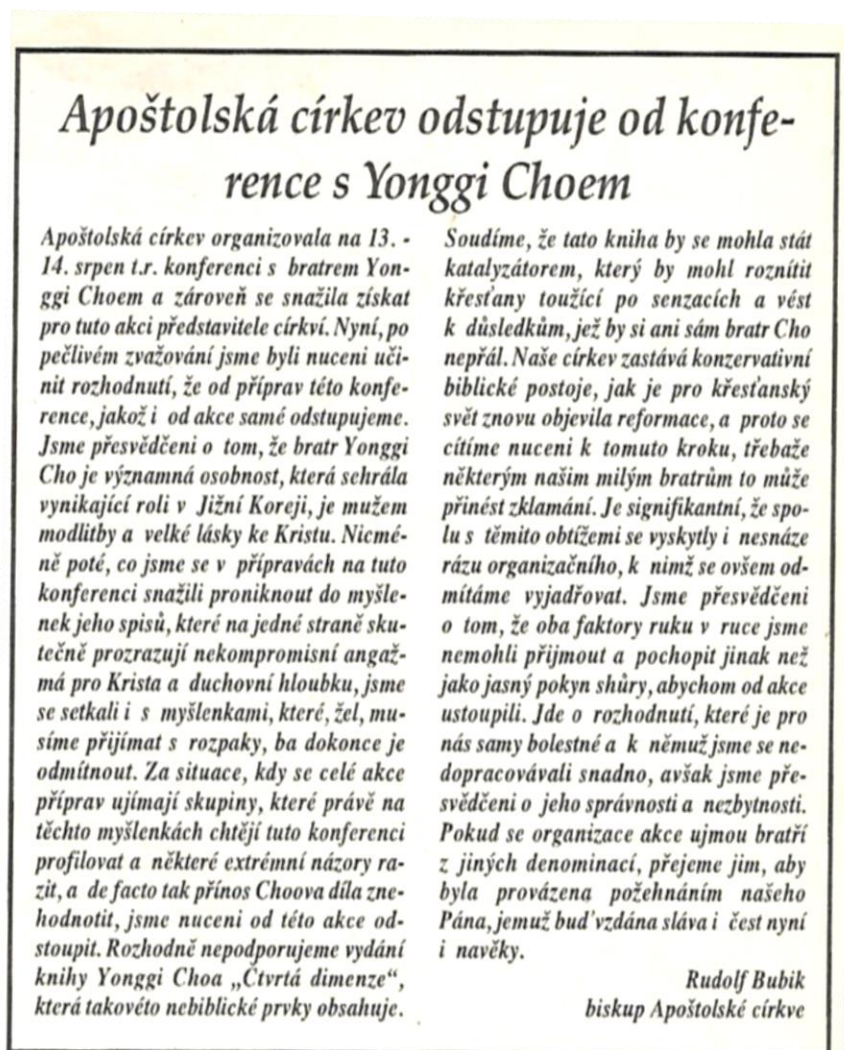 Apoštolská církev odstupuje od konfe-
rence s Yonggi Choem
Apoštolská církev organizovala na 13. -
14. srpen t.r. konferenci s bratrem Yon-
ggi Choem a zároveň se snažila získat
pro tuto akci představitele církví. Nyní, po
pečlivém zvažování jsme byli nuceni uči-
nit rozhodnutí, že od příprav této konfe-
rence, jakož i od akce samé odstupujeme.
Jsme přesvědčeni o tom, že bratr Yonggi
Cho je významná osobnost, která sehrála
vynikající roli v Jižní Koreji, je mužem
modlitby a velké lásky ke Kristu. Nicmé-
ně poté, co jsme se v přípravách na tuto
konferenci snažili proniknout do myšle-
nek jeho spisů, které na jedné straně sku-
tečně prozrazují nekompromisní angaž-
má pro Krista a duchovní hloubku, jsme
se setkali i s myšlenkami, které, žel, mu-
síme přijímat s rozpaky, ba dokonce je
odmítnout. Za situace, kdy se celé akce
příprav ujímají skupiny, které právě na
těchto myšlenkách chtějí tuto konferenci
profilovat a některé extrémní názory ra-
zit, a de facto tak přínos Choova díla zne-
hodnotit, jsme nuceni od této akce od-
stoupit. Rozhodně nepodporujeme vydání
knihy Yonggi Choa „Čtvrtá dimenze“,
která takovéto nebiblické prvky obsahuje.
Soudíme, že tato kniha by se mohla stát
katalyzátorem, který by mohl roznítit
křesťany toužící po senzacích a vést
k důsledkům, jež by si ani sám bratr Cho
nepřál. Naše církev zastává konzervativní
biblické postoje, jak je pro křesťanský
svět znovu objevila reformace, a proto se
cítíme nuceni k tomuto kroku, třebaže
některým našim milým bratrům to může
přinést zklamání. Je signifikantní, že spo-
lu s těmito obtížemi se vyskytly i nesnáze
rázu organizačního, k nimž se ovšem od-
mítáme vyjadřovat. Jsme přesvědčeni
o tom, že oba faktory ruku v ruce jsme
nemohli přijmout a pochopit jinak než
jako jasný pokyn shůry, abychom od akce
ustoupili. Jde o rozhodnutí, které je pro
nás samy bolestné a k němuž jsme se ne-
dopracovávali snadno, avšak jsme pře-
svědčeni o jeho správnosti a nezbytnosti.
Pokud se organizace akce ujmou bratří
z jiných denominací, přejeme jim, aby
byla provázena požehnáním našeho
Pána, jemuž buď vzdána sláva i čest nyní
i navěky.
Rudolf Bubik
biskup Apoštolské církve